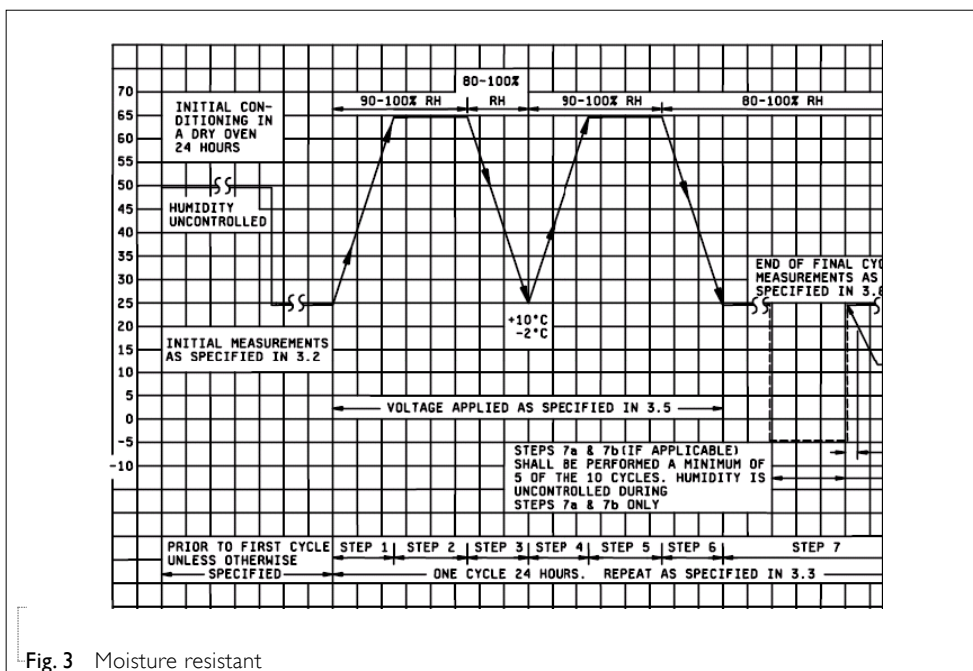 80-100%
90-100% RH
RH
90-100% RH
80-100% RH
70
65
60
55
50
45
40
35
30
25
20
15
10
5
0
-5
-10
INITIAL CON-
DITIONING IN
A DRY OVEN
24 HOURS
HUMIDITY
UNCONTROLLED
INITIAL MEASUREMENTS
AS SPECIFIED IN 3.2
+10°C
-2°C
END OF FINAL CYC
MEASUREMENTS AS
SPECIFIED IN 3.6
VOLTAGE APPLIED AS SPECIFIED IN 3.5
STEPS 7a & 7b(IF APPLICABLE)
SHALL BE PERFORMED A MINIMUM OF
5 OF THE 10 CYCLES. HUMIDITY IS
UNCONTROLLED DURING
STEPS 7a & 7b ONLY
PRIOR TO FIRST CYCLE
UNLESS OTHERWISE
SPECIFIED
STEP 1
STEP 2
STEP 3
STEP 4
STEP 5
STEP 6
STEP 7
ONE CYCLE 24 HOURS. REPEAT AS SPECIFIED IN 3.3
Fig. 3 Moisture resistant